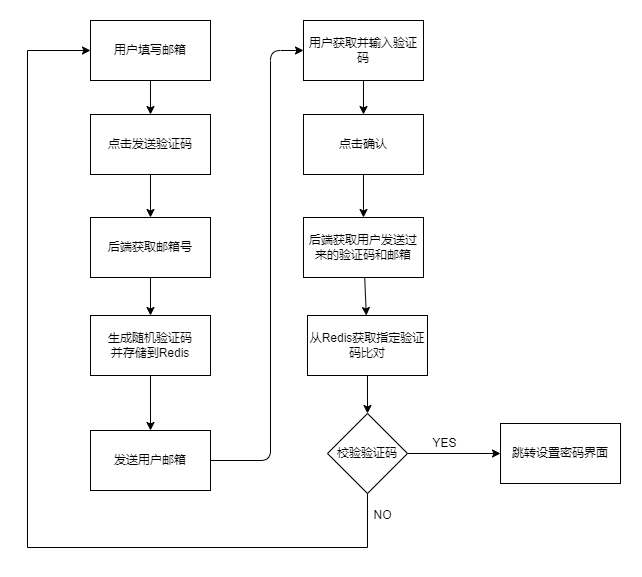 用户填写邮箱
点击发送验证码
后端获取邮箱号
生成随机验证码
并存储到Redis
发送用户邮箱
用户获取并输入验证
码
点击确认
后端获取用户发送过
来的验证码和邮箱
从Redis获取指定验证
码比对
校验验证码
YES
跳转设置密码界面
NO